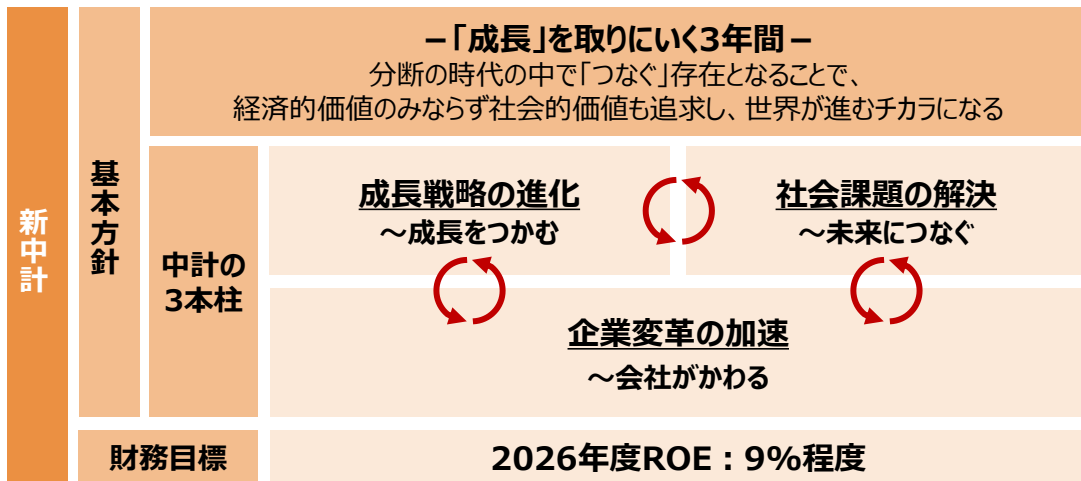 新中計
基本方針
－「成長」を取りにいく3年間－
分断の時代の中で「つなぐ」存在となることで、
経済的価値のみならず社会的価値も追求し、世界が進むチカラになる
中計の
3本柱
成長戦略の進化
～成長をつかむ
社会課題の解決
～未来につなぐ
企業変革の加速
～会社がかわる
財務目標
2026年度ROE：9%程度